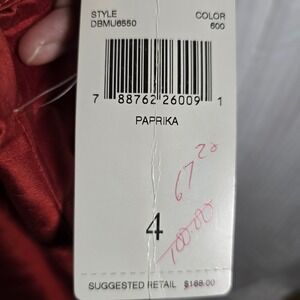 STYLE COLOR
DBMU6550 600
7 88762 26009 1
PAPRIKA
67.20
4
100.00
SUGGESTED RETAIL $168.00